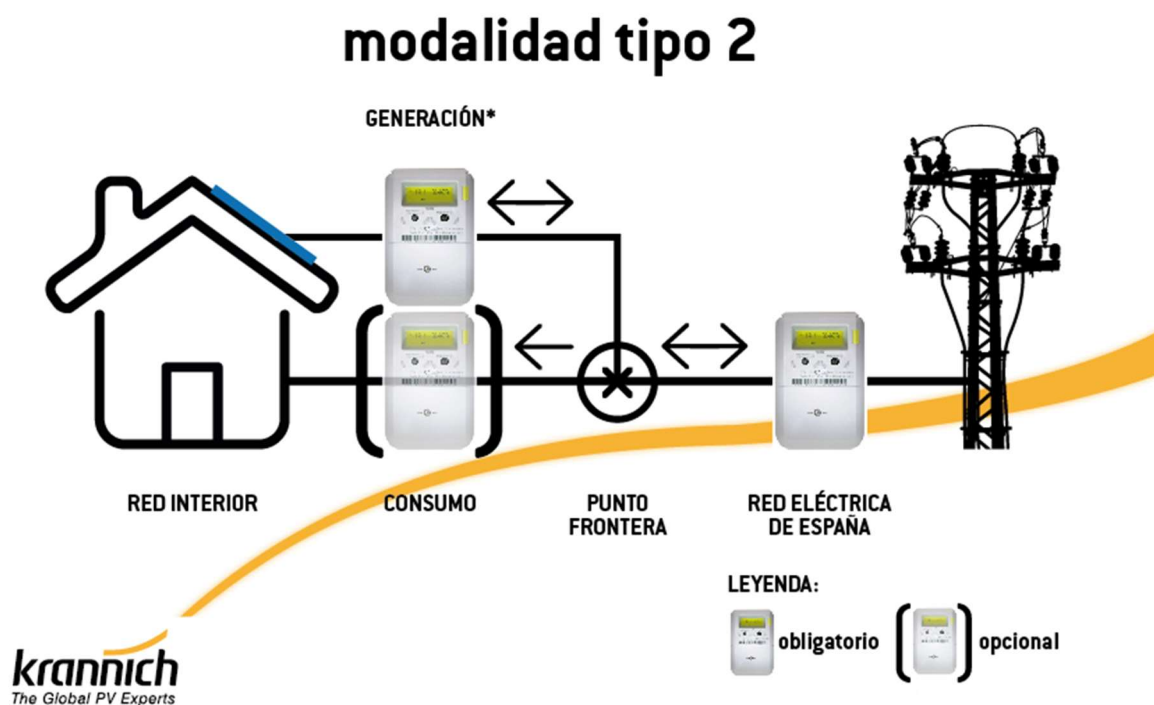 modalidad tipo 2
GENERACIÓN*
RED INTERIOR
CONSUMO
PUNTO
FRONTERA
RED ELÉCTRICA
DE ESPAÑA
LEYENDA:
obligatorio
opcional
krannich
The Global PV Experts